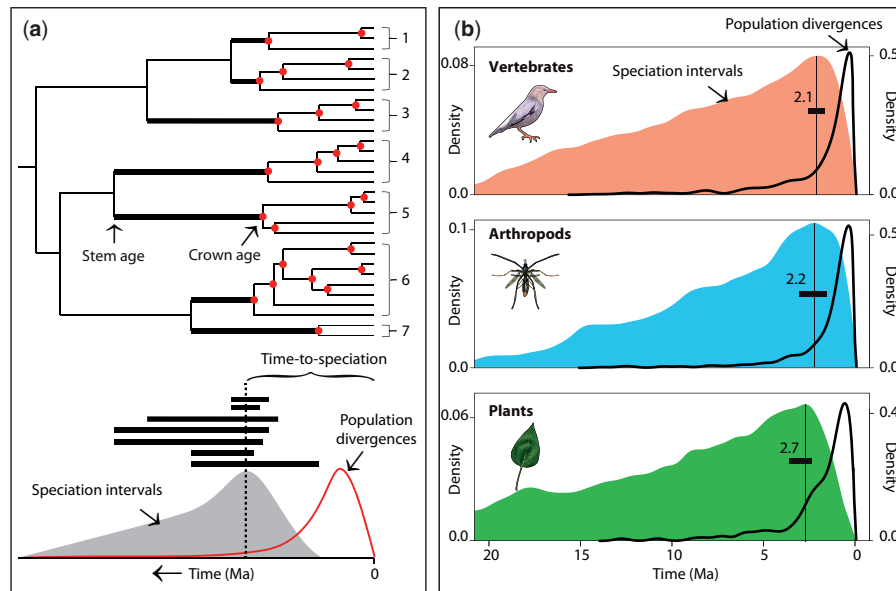 (a)
1
2
3
4
5
6
7
Stem age
Crown age
Time-to-speciation
Population
divergences
Speciation intervals
Time (Ma)
0
(b)
Population divergences
Vertebrates
Speciation intervals
0.08
0.0
Density
2.1
0.5
0.0
Density
Arthropods
0.1
0.0
Density
2.2
0.5
0.0
Density
Plants
0.06
0.0
Density
2.7
0.4
0.0
Density
20
15
10
5
0
Time (Ma)